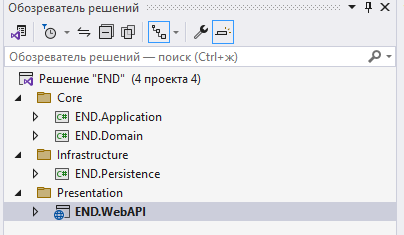 Обозреватель решений
Обозреватель решений — поиск (Ctrl+ж)
Решение "END" (4 проекта 4)
Core
C# END.Application
C# END.Domain
Infrastructure
C# END.Persistence
Presentation
END.WebAPI